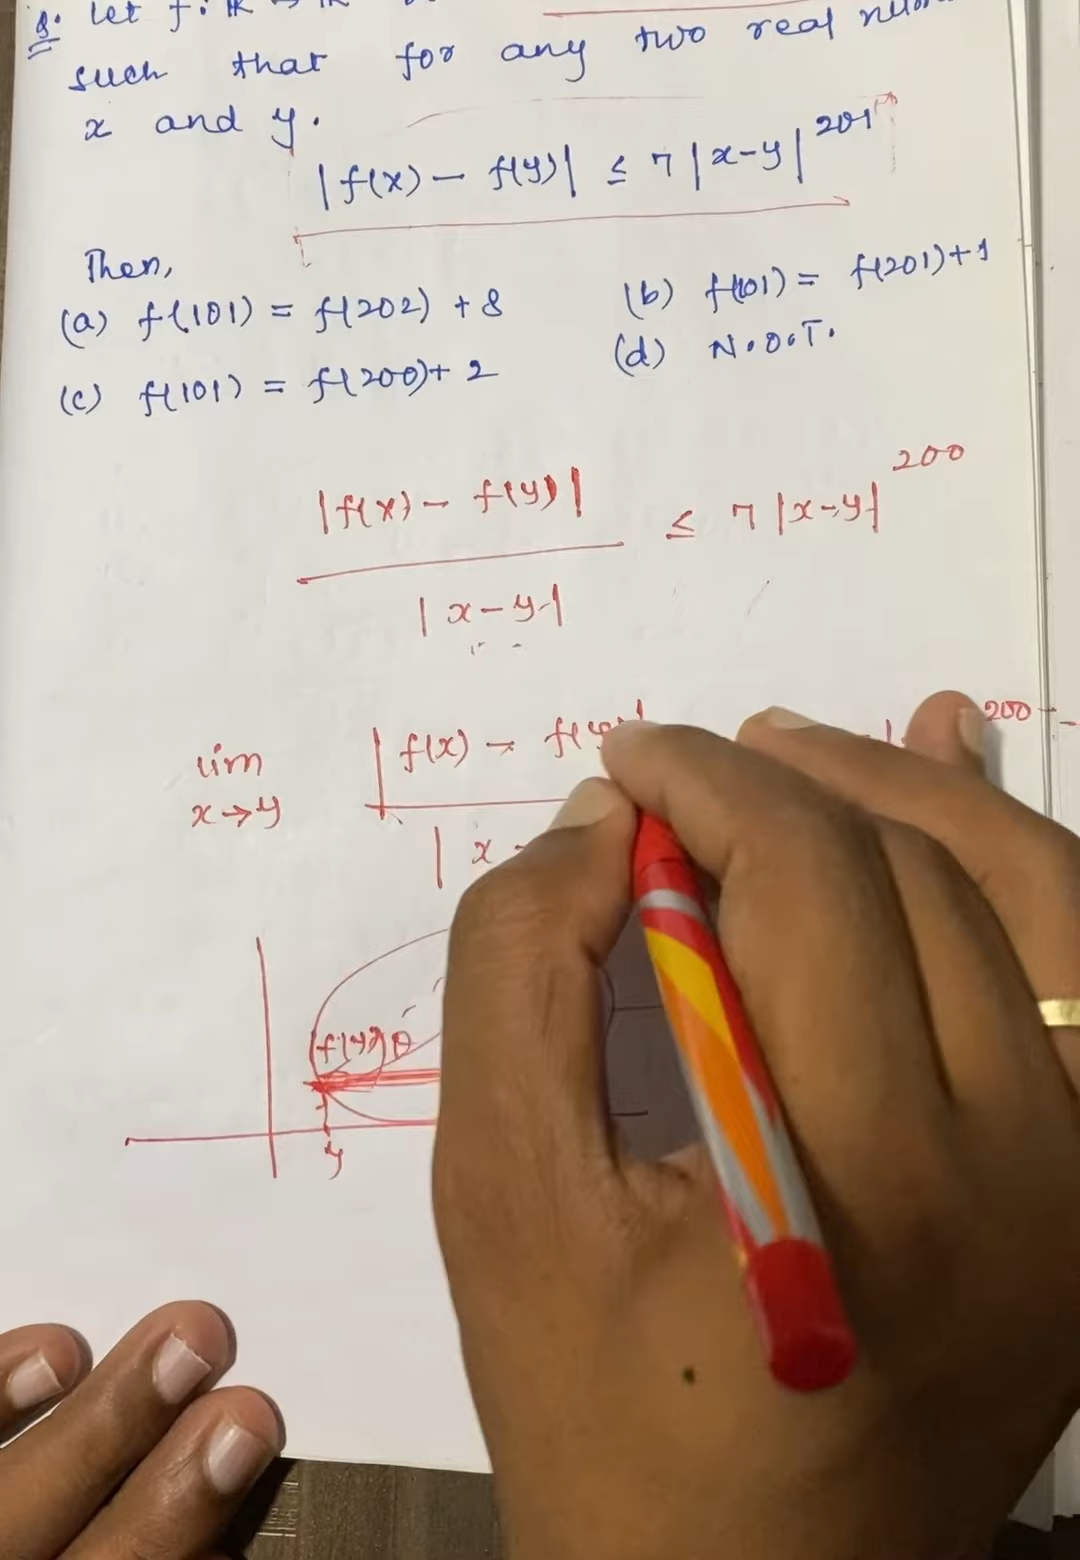 Q: Let f: R → R
such that for any two real
x and y.
|f(x) - f(y)| ≤ 7 |x-y|^201
Then,
(a) f(101) = f(202) + 8
(b) f(101) = f(201) + 1
(c) f(101) = f(200) + 2
(d) N.O.T.
|f(x) - f(y)| / |x-y| ≤ 7 |x-y|^200
lim x→y
|f(x) - f(y)|
200
|x -
f(y) θ
y